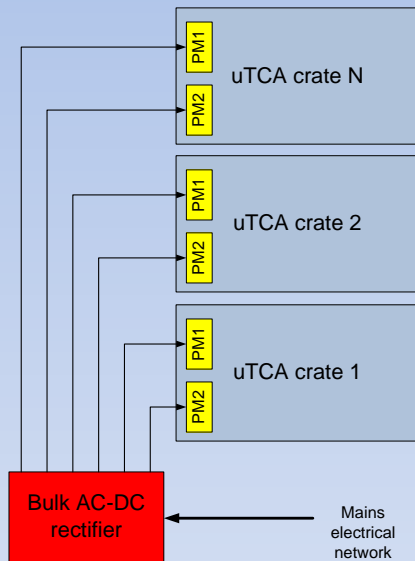 PM1
uTCA crate N
PM2
PM1
uTCA crate 2
PM2
PM1
uTCA crate 1
PM2
Bulk AC-DC
rectifier
Mains
electrical
network